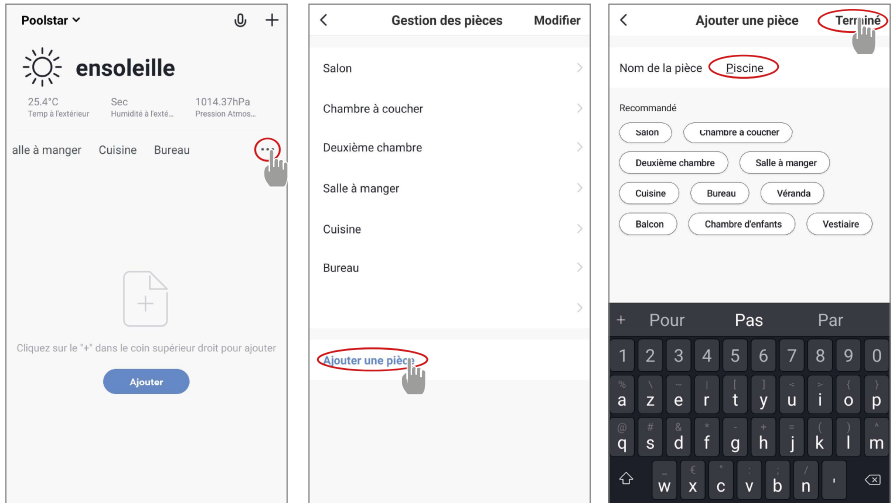 Poolstar
ensoleille
25.4°C Sec 1014.37hPa
Temp à l'extérieur Humidité à l'exté... Pression Atmos...
alle à manger Cuisine Bureau ...
Cliquez sur le "+" dans le coin supérieur droit pour ajouter
Ajouter
Gestion des pièces Modifier
Salon
Chambre à coucher
Deuxième chambre
Salle à manger
Cuisine
Bureau
Ajouter une pièce
Ajouter une pièce Terminé
Nom de la pièce Piscine
Recommandé
Salon Chambre à coucher
Deuxième chambre Salle à manger
Cuisine Bureau Véranda
Balcon Chambre d'enfants Vestiaire
+ Pour Pas Par
1 2 3 4 5 6 7 8 9 0
% \ - | [ ] < > { }
a z e r t y u i o p
@ # & * - + = ( ) ^
q s d f g h j k l m
_ € " : ; /
w x c v b n '